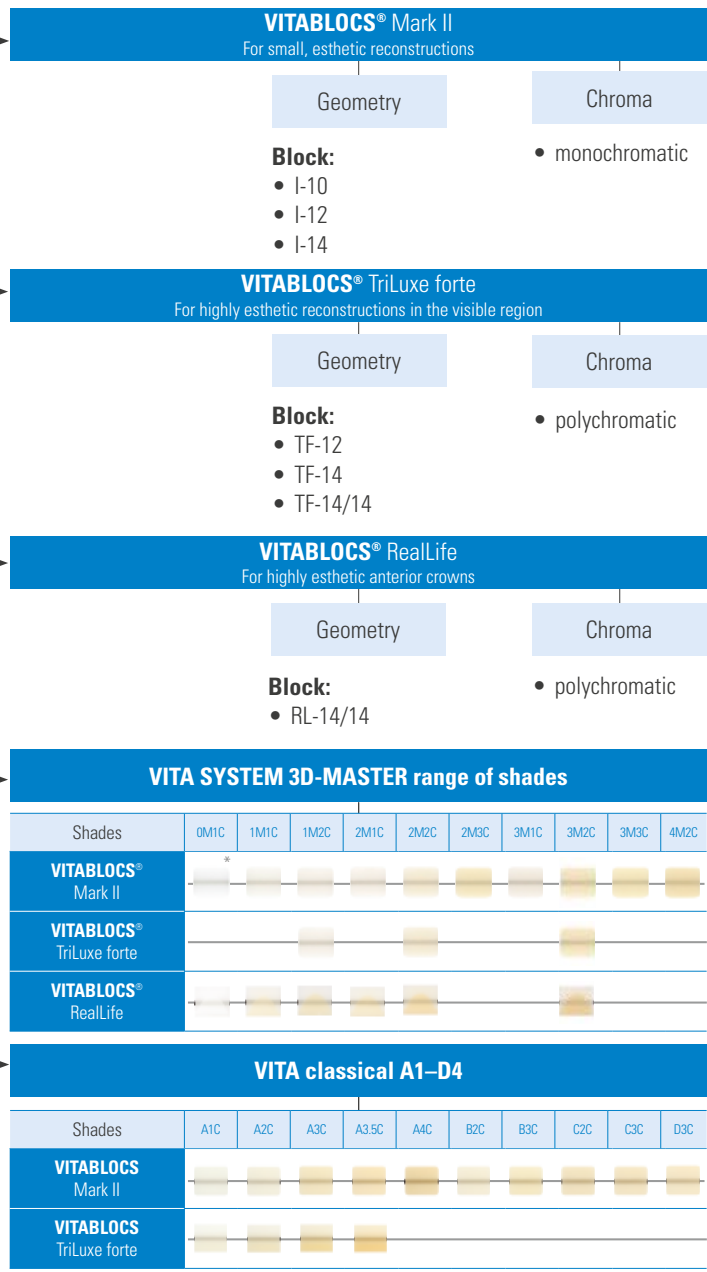 VITABLOCS® Mark II
For small, esthetic reconstructions
Geometry
Chroma
Block:
• I-10
• I-12
• I-14
• monochromatic
VITABLOCS® TriLuxe forte
For highly esthetic reconstructions in the visible region
Geometry
Chroma
Block:
• TF-12
• TF-14
• TF-14/14
• polychromatic
VITABLOCS® RealLife
For highly esthetic anterior crowns
Geometry
Chroma
Block:
• RL-14/14
• polychromatic
VITA SYSTEM 3D-MASTER range of shades
Shades 0M1C 1M1C 1M2C 2M1C 2M2C 2M3C 3M1C 3M2C 3M3C 4M2C
VITABLOCS® *
Mark II
VITABLOCS®
TriLuxe forte
VITABLOCS®
RealLife
VITA classical A1–D4
Shades A1C A2C A3C A3.5C A4C B2C B3C C2C C3C D3C
VITABLOCS
Mark II
VITABLOCS
TriLuxe forte